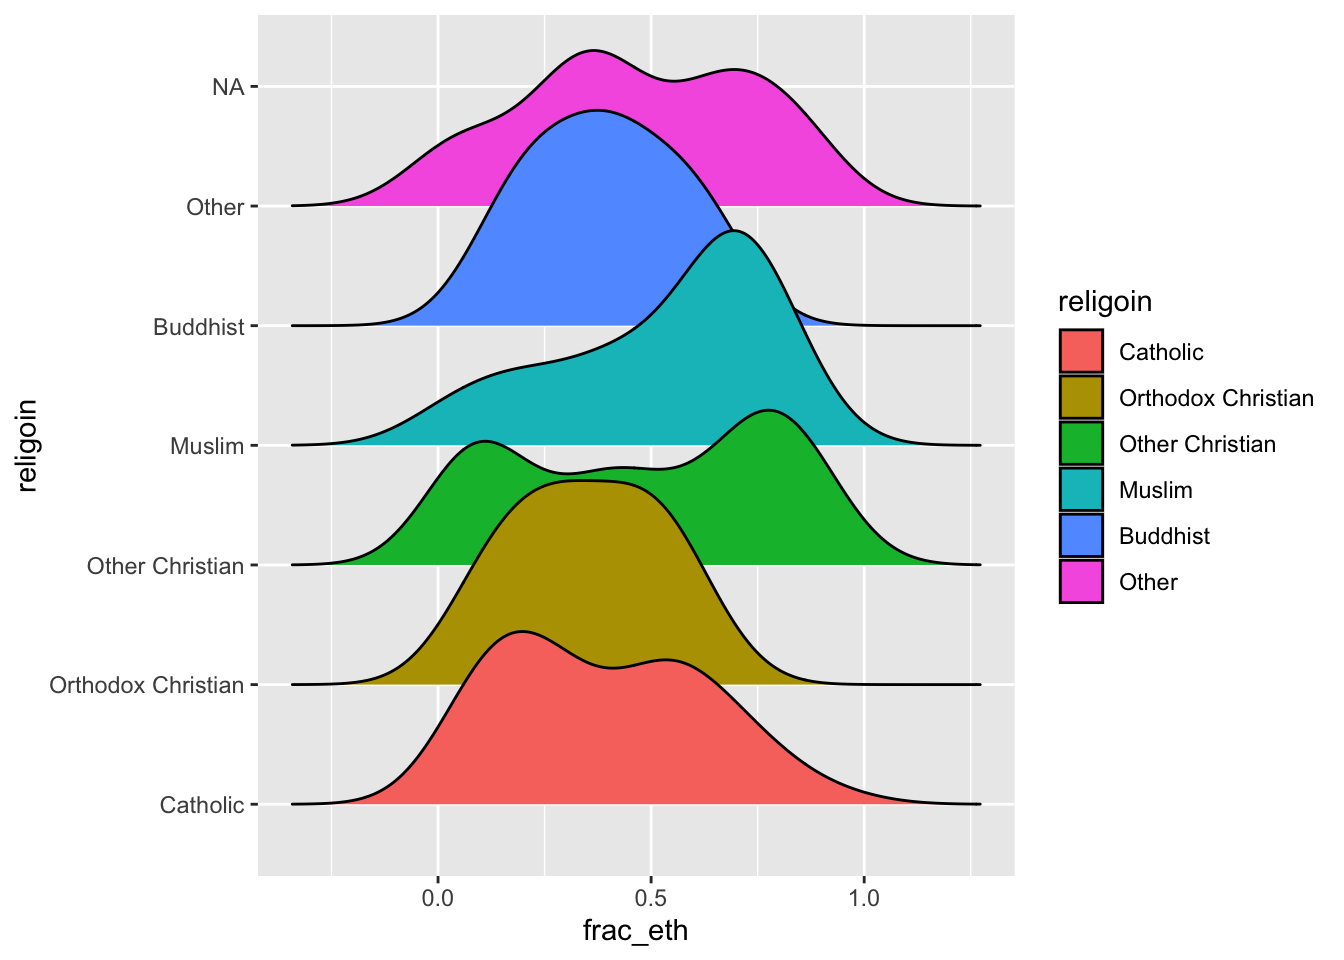 religoin
NA
Other
Buddhist
Muslim
Other Christian
Orthodox Christian
Catholic
0.0 0.5 1.0
frac_eth
religoin
Catholic
Orthodox Christian
Other Christian
Muslim
Buddhist
Other